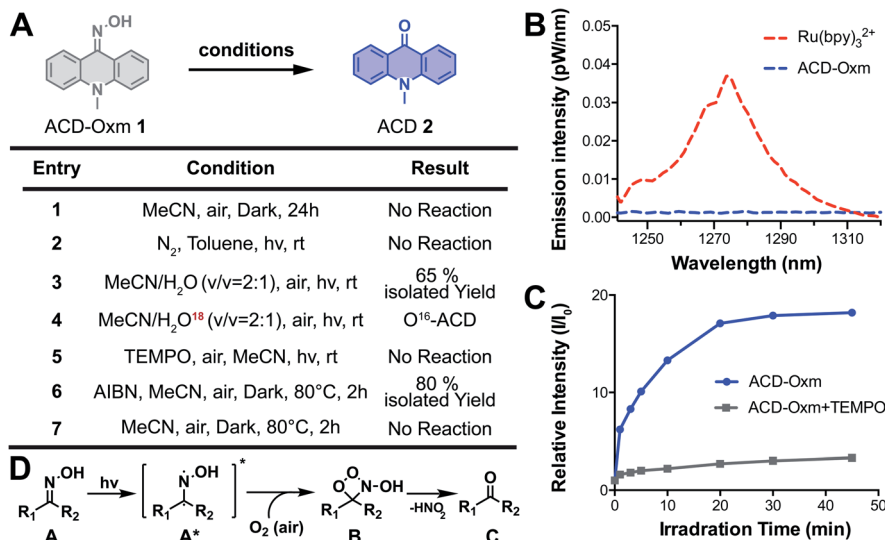 A
N OH
N
conditions
O
N
ACD-Oxm 1
ACD 2
Entry Condition Result
1 MeCN, air, Dark, 24h No Reaction
2 N₂, Toluene, hv, rt No Reaction
3 MeCN/H₂O (v/v=2:1), air, hv, rt 65 % isolated Yield
4 MeCN/H₂O¹⁸ (v/v=2:1), air, hv, rt O¹⁶-ACD
5 TEMPO, air, MeCN, hv, rt No Reaction
6 AIBN, MeCN, air, Dark, 80°C, 2h 80 % isolated Yield
7 MeCN, air, Dark, 80°C, 2h No Reaction
B
Emission intensity (pW/nm)
0.05
0.04
0.03
0.02
0.01
0.00
1250 1270 1290 1310
Wavelength (nm)
Ru(bpy)₃²⁺
ACD-Oxm
C
Relative Intensity (I/I₀)
20
10
0
0 10 20 30 40 50
Irradration Time (min)
ACD-Oxm
ACD-Oxm+TEMPO
D
N OH
R₁ R₂
A
hv
N OH
R₁ R₂
*
A*
O₂ (air)
O O
N-OH
R₁ R₂
B
-HNO₂
O
R₁ R₂
C